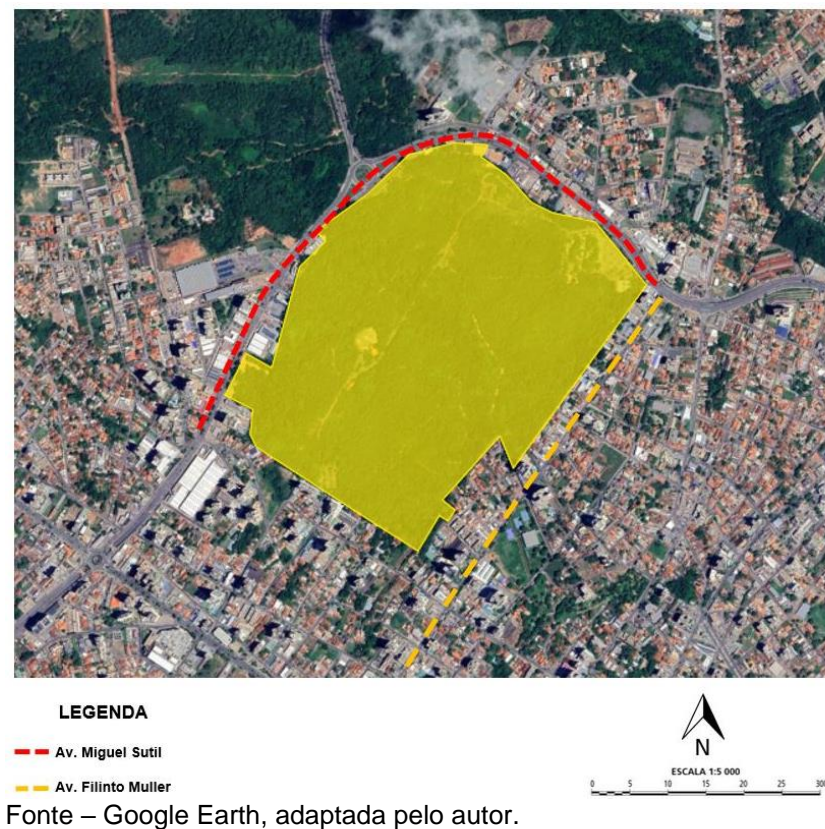 LEGENDA
Av. Miguel Sutil
Av. Filinto Muller
N
ESCALA 1:5 000
0 5 10 15 20 25 30
Fonte – Google Earth, adaptada pelo autor.